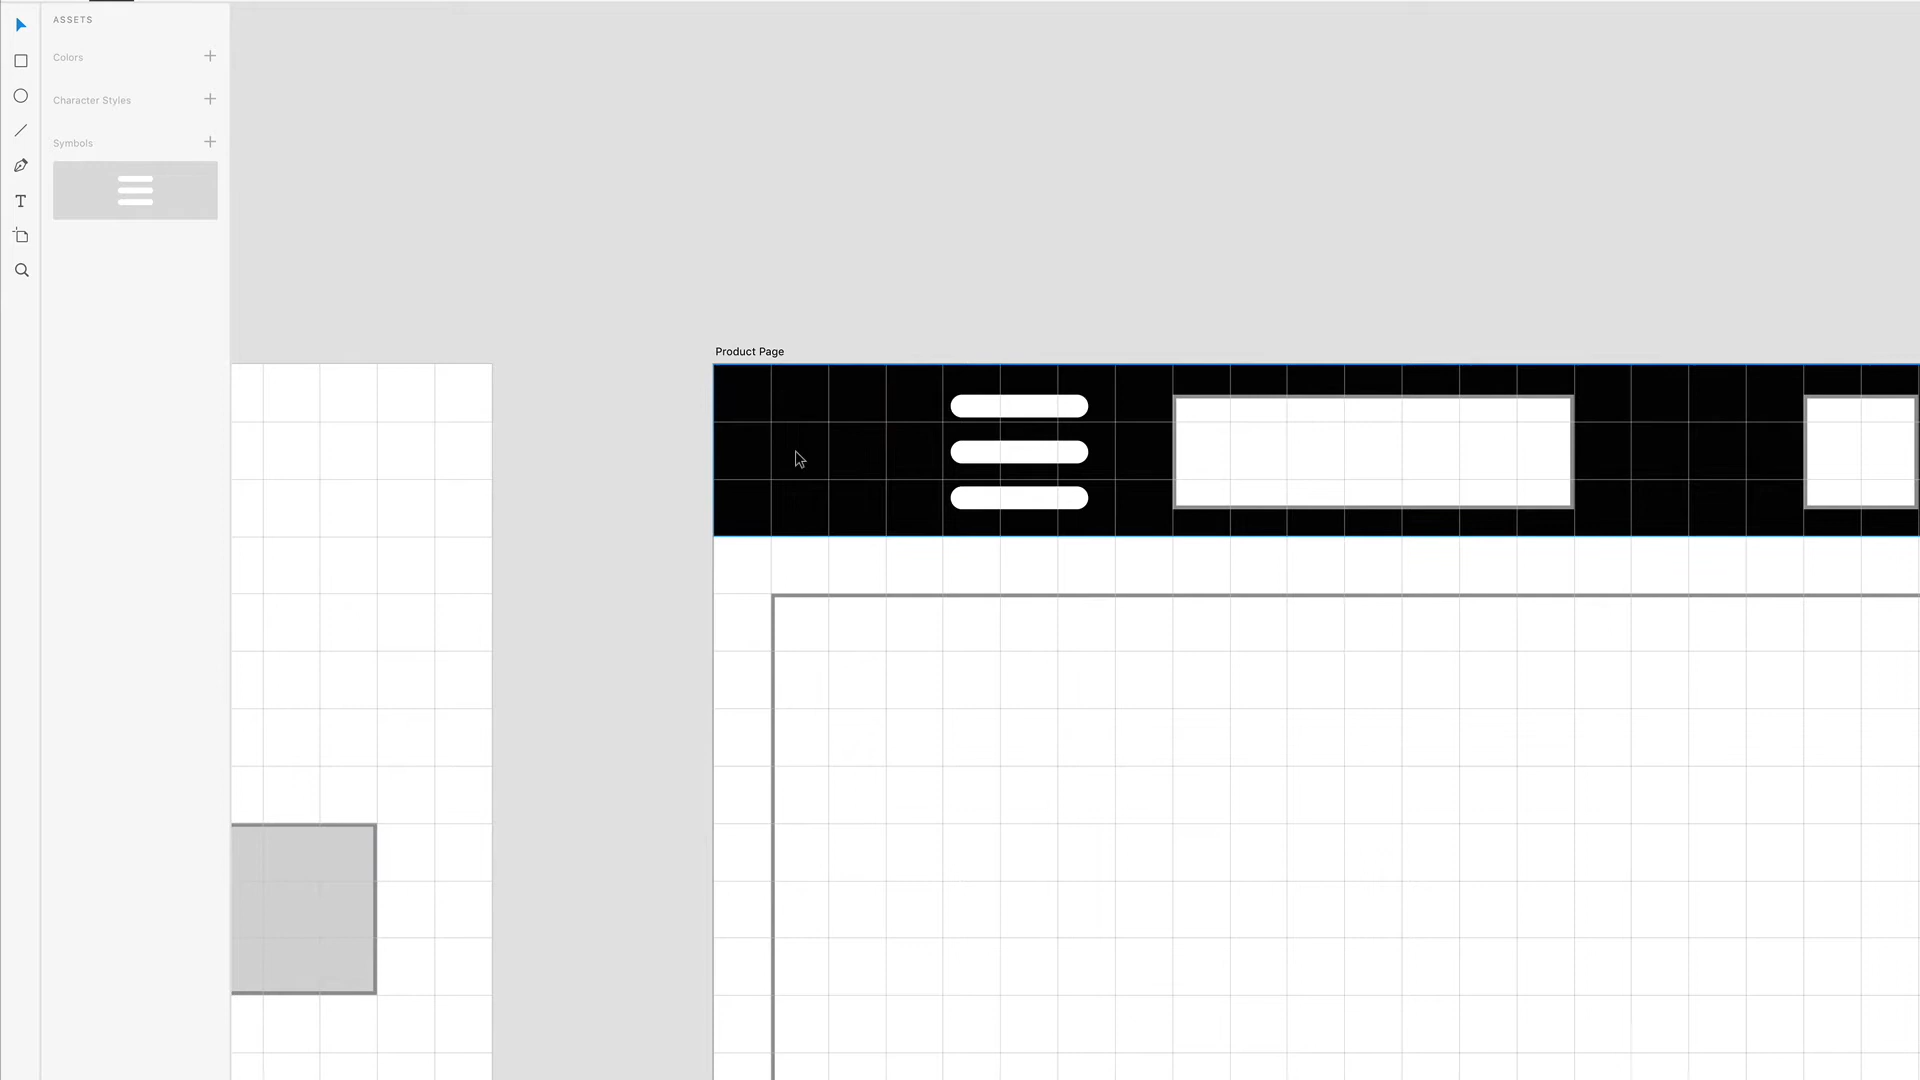 ASSETS
Colors
Character Styles
Symbols
Product Page